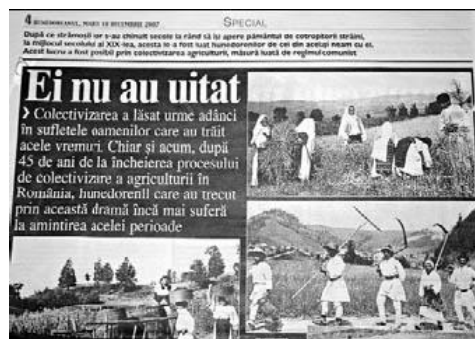 4 HUNEDOREANUL, MARȚI 18 DECEMBRIE 2007 SPECIAL
După ce strămoșii lor s-au chinuit secole la rând să își apere pământul de cotropitorii străini,
la mijlocul secolului al XIX-lea, acesta le-a fost luat hunedorenilor de cei din același neam cu ei.
Acest lucru a fost posibil prin colectivizarea agriculturii, măsură luată de regimul comunist
Ei nu au uitat
Colectivizarea a lăsat urme adânci
în sufletele oamenilor care au trăit
acele vremuri. Chiar și acum, după
45 de ani de la încheierea procesului
de colectivizare a agriculturii în
România, hunedorenii care au trecut
prin această dramă încă mai suferă
la amintirea acelei perioade